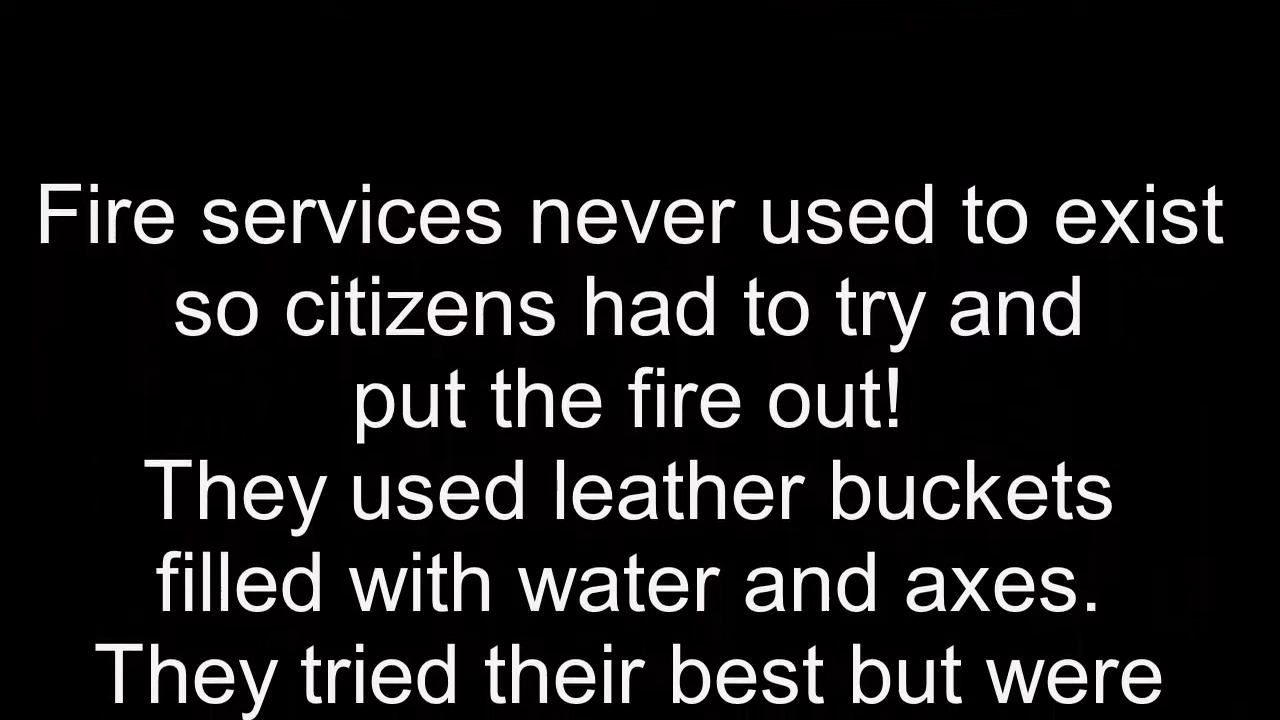 Fire services never used to exist
so citizens had to try and
put the fire out!
They used leather buckets
filled with water and axes.
They tried their best but were